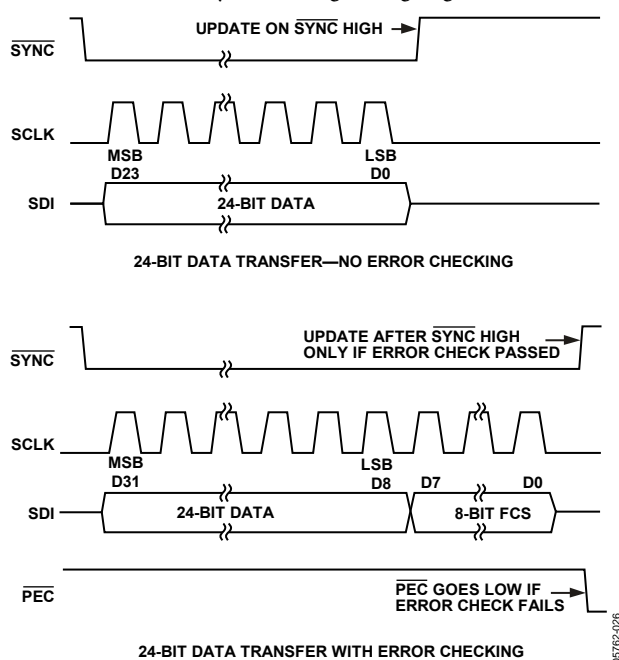 UPDATE ON SYNC HIGH
SYNC
SCLK
MSB LSB
D23 D0
SDI 24-BIT DATA
24-BIT DATA TRANSFER—NO ERROR CHECKING
UPDATE AFTER SYNC HIGH
ONLY IF ERROR CHECK PASSED
SYNC
SCLK
MSB LSB
D31 D8 D7 D0
SDI 24-BIT DATA 8-BIT FCS
PEC GOES LOW IF
ERROR CHECK FAILS
PEC
24-BIT DATA TRANSFER WITH ERROR CHECKING